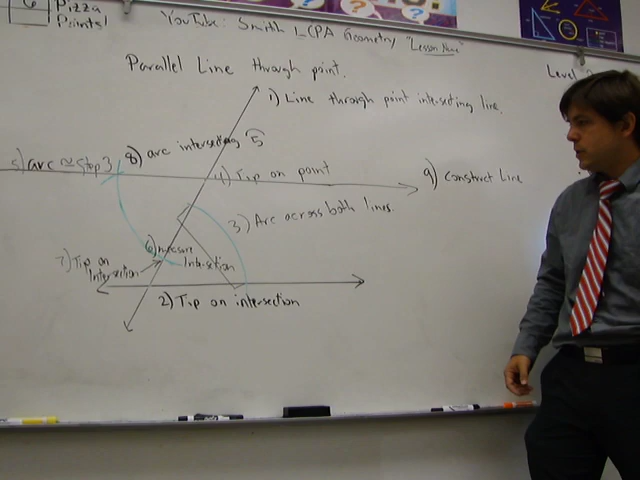 6
Pizza
Points!
YouTube: Smith LCPA Geometry "Lesson Name"
Level
Parallel Line through point.
1) Line through point intersecting line.
8) arc intersecting 5
5) arc ≅ step 3
4) Tip on point
9) Construct Line
3) Arc across both lines.
6) measure
Intersection
7) Tip on
Intersection
2) Tip on intersection